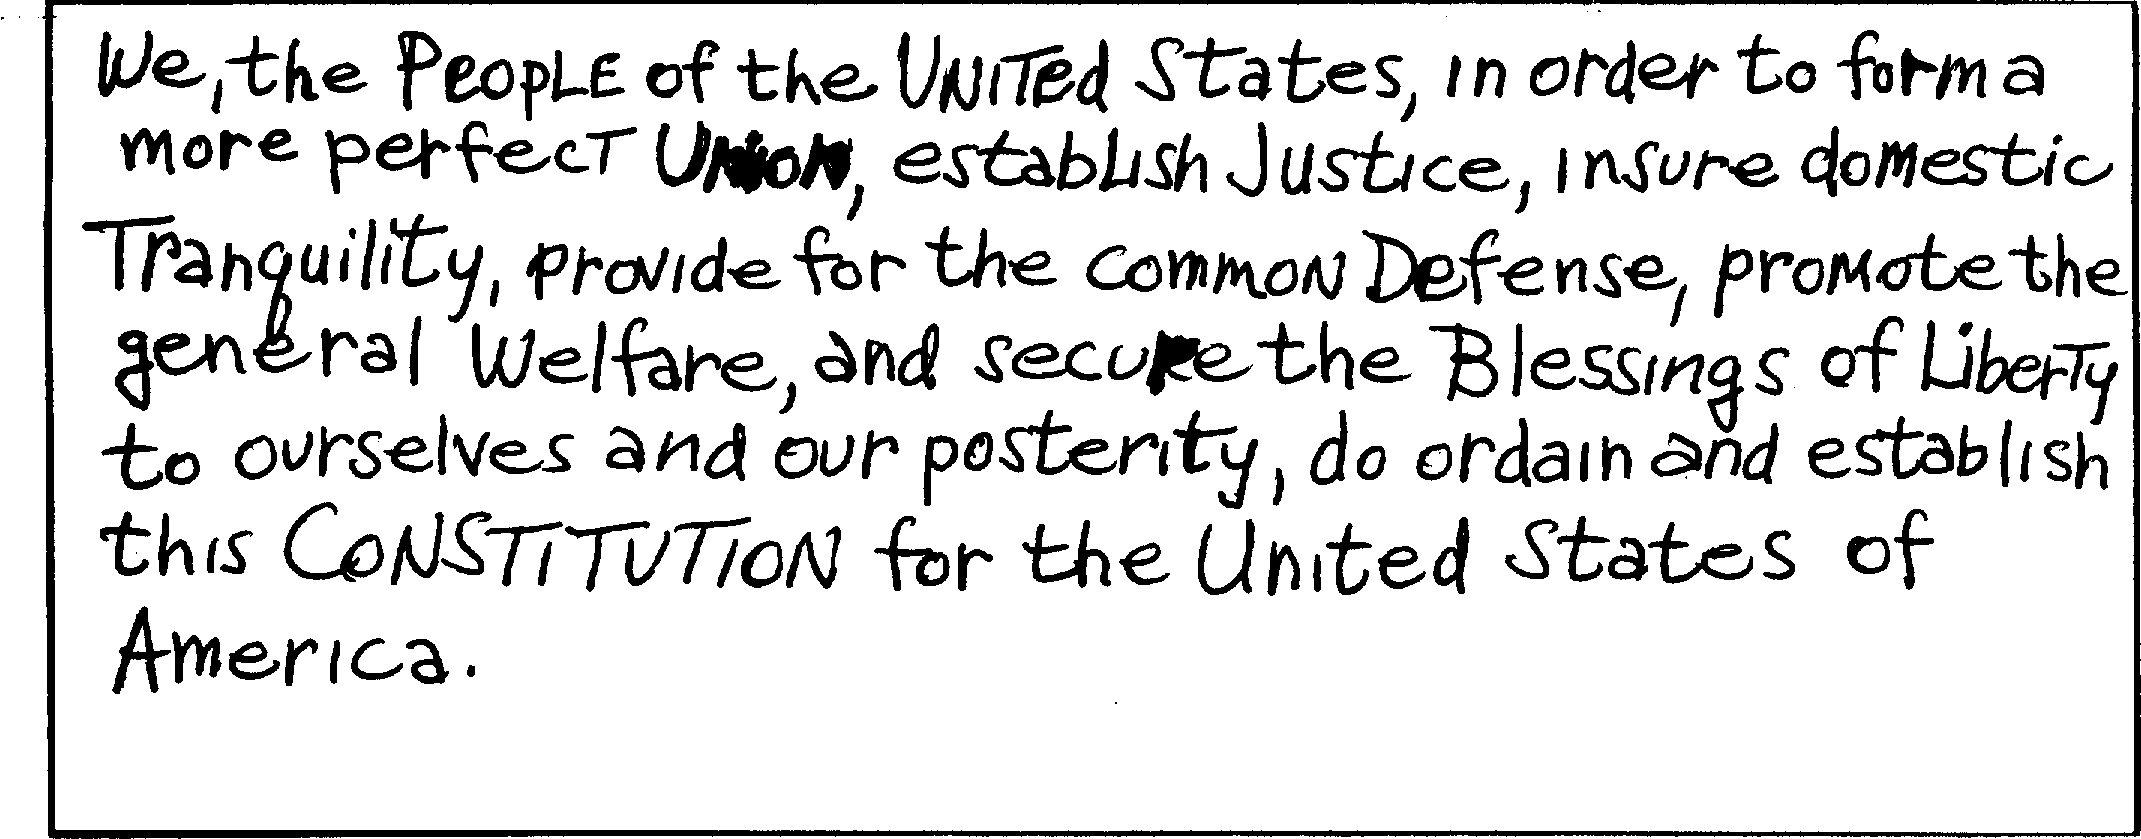 We, the PEOPLE of the UNITED States, in order to form a
more perfect UNION, establish Justice, insure domestic
Tranquility, provide for the common Defense, promote the
general Welfare, and secure the Blessings of Liberty
to ourselves and our posterity, do ordain and establish
this CONSTITUTION for the United States of
America.